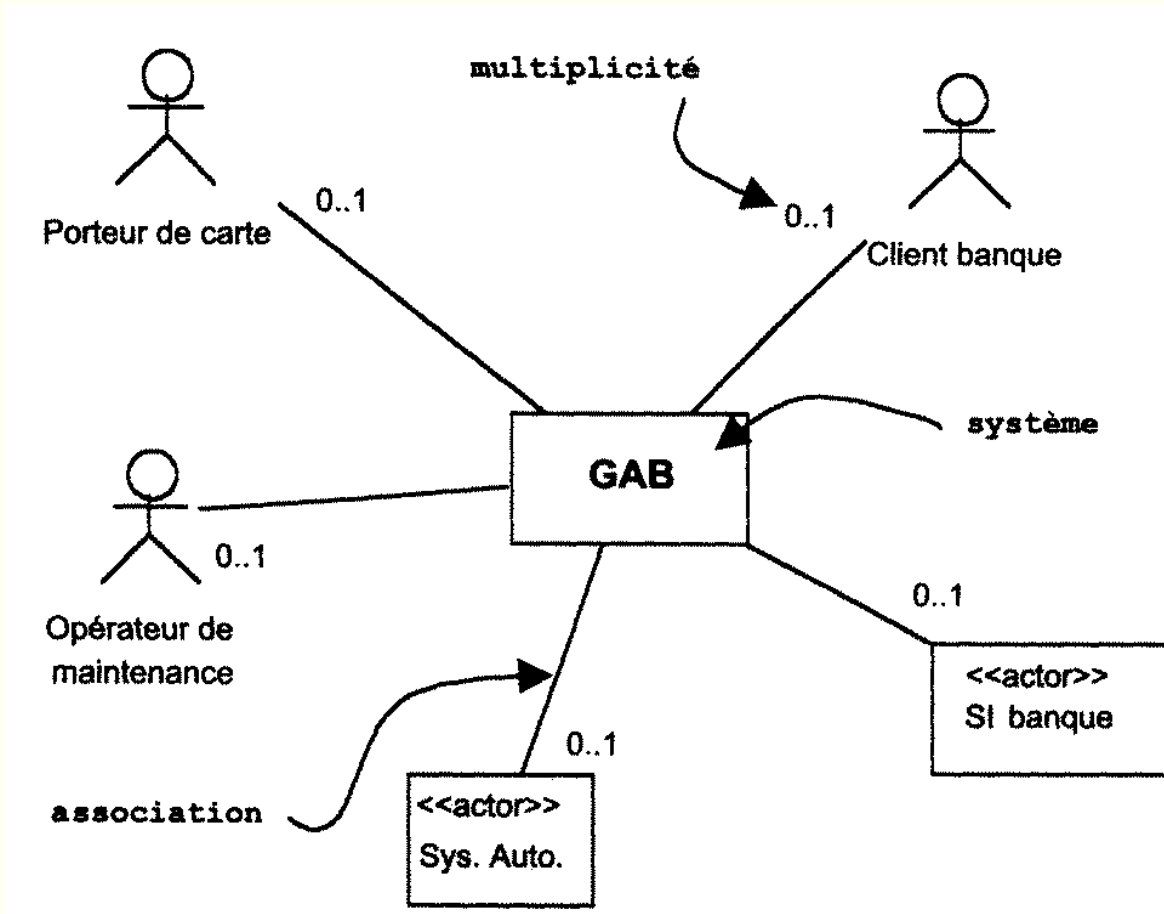 multiplicité
0..1
0..1
Porteur de carte
Client banque
système
GAB
0..1
Opérateur de
maintenance
0..1
<<actor>>
SI banque
0..1
association
<<actor>>
Sys. Auto.